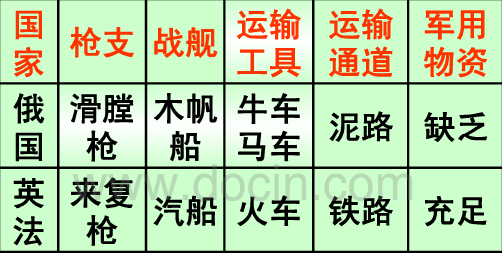 国家 枪支 战舰 运输工具 运输通道 军用物资
俄国 滑膛枪 木帆船 牛车马车 泥路 缺乏
英法 来复枪 汽船 火车 铁路 充足
www.docin.com